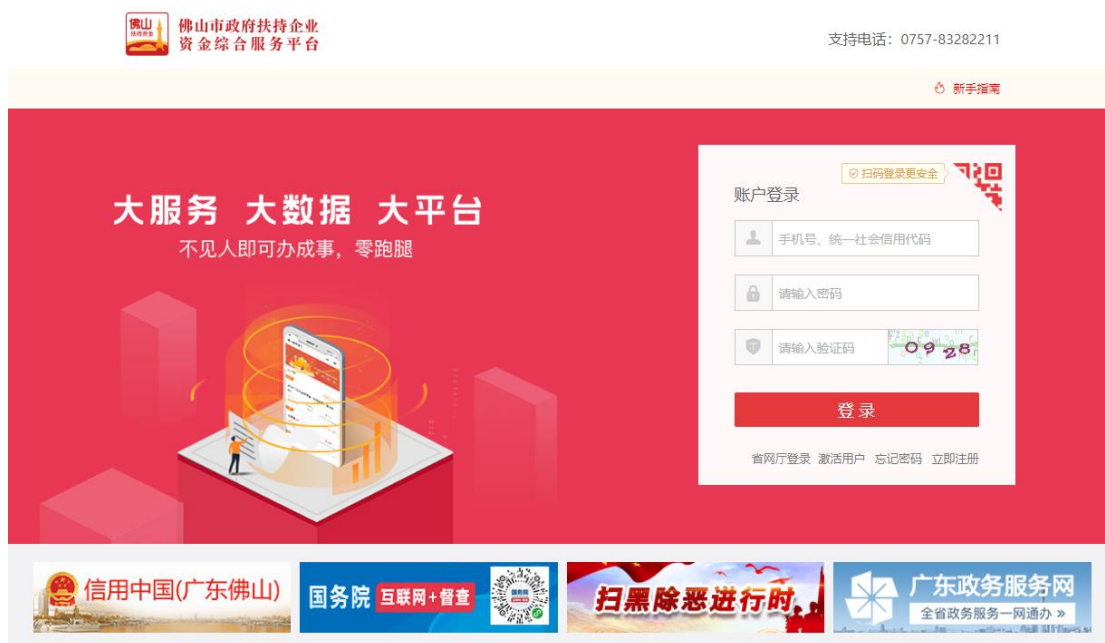 佛山
扶持资金
佛山市政府扶持企业
资金综合服务平台
支持电话：0757-83282211
新手指南
大服务 大数据 大平台
不见人即可办成事，零跑腿
扫码登录更安全
账户登录
手机号、统一社会信用代码
请输入密码
请输入验证码
0928
登录
省网厅登录 激活用户 忘记密码 立即注册
信用中国(广东佛山)
国务院 互联网+督查
扫黑除恶进行时
广东政务服务网
全省政务服务一网通办 »